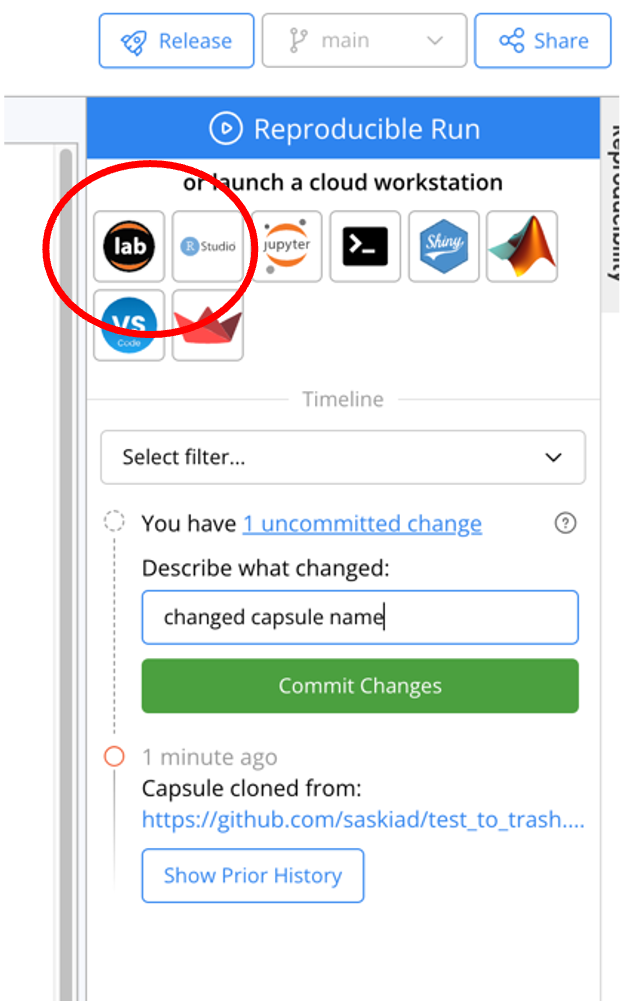 Release
main
Share
Reproducible Run
or launch a cloud workstation
lab
R Studio
jupyter
>_
Shiny
VS
Code
Reproducibility
Timeline
Select filter...
You have 1 uncommitted change
?
Describe what changed:
changed capsule name
Commit Changes
1 minute ago
Capsule cloned from:
https://github.com/saskiad/test_to_trash....
Show Prior History